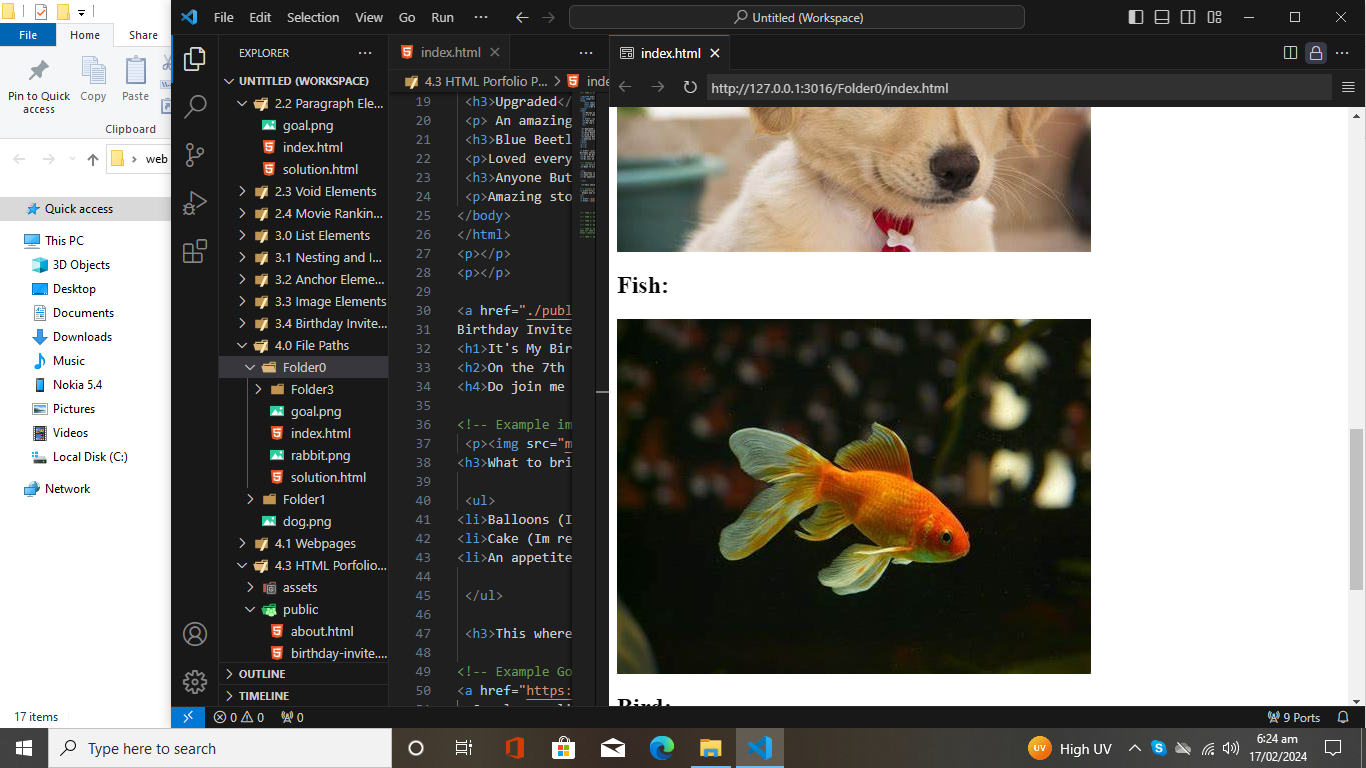 File Edit Selection View Go Run ··· Untitled (Workspace)
File Home Share
Pin to Quick access
Copy
Paste
Clipboard
web
Quick access
This PC
3D Objects
Desktop
Documents
Downloads
Music
Nokia 5.4
Pictures
Videos
Local Disk (C:)
Network
17 items
EXPLORER
UNTITLED (WORKSPACE)
2.2 Paragraph Ele...
goal.png
index.html
solution.html
2.3 Void Elements
2.4 Movie Rankin...
3.0 List Elements
3.1 Nesting and I...
3.2 Anchor Eleme...
3.3 Image Elements
3.4 Birthday Invite...
4.0 File Paths
Folder0
Folder3
goal.png
index.html
rabbit.png
solution.html
Folder1
dog.png
4.1 Webpages
4.3 HTML Porfolio...
assets
public
about.html
birthday-invite....
OUTLINE
TIMELINE
index.html
4.3 HTML Porfolio P... > inde
19 <h3>Upgraded</
20 <p> An amazing
21 <h3>Blue Beetl
22 <p>Loved every
23 <h3>Anyone But
24 <p>Amazing sto
25 </body>
26 </html>
27 <p></p>
28 <p></p>
29
30 <a href="./publ
31 Birthday Invite
32 <h1>It's My Bir
33 <h2>On the 7th
34 <h4>Do join me
35
36 <!-- Example im
37 <p><img src="m
38 <h3>What to bri
39
40 <ul>
41 <li>Balloons (I
42 <li>Cake (Im re
43 <li>An appetite
44
45 </ul>
46
47 <h3>This where
48
49 <!-- Example Go
50 <a href="https:
index.html
http://127.0.0.1:3016/Folder0/index.html
Fish:
Bird:
0 0 0
9 Ports
Type here to search
UV High UV
6:24 am
17/02/2024